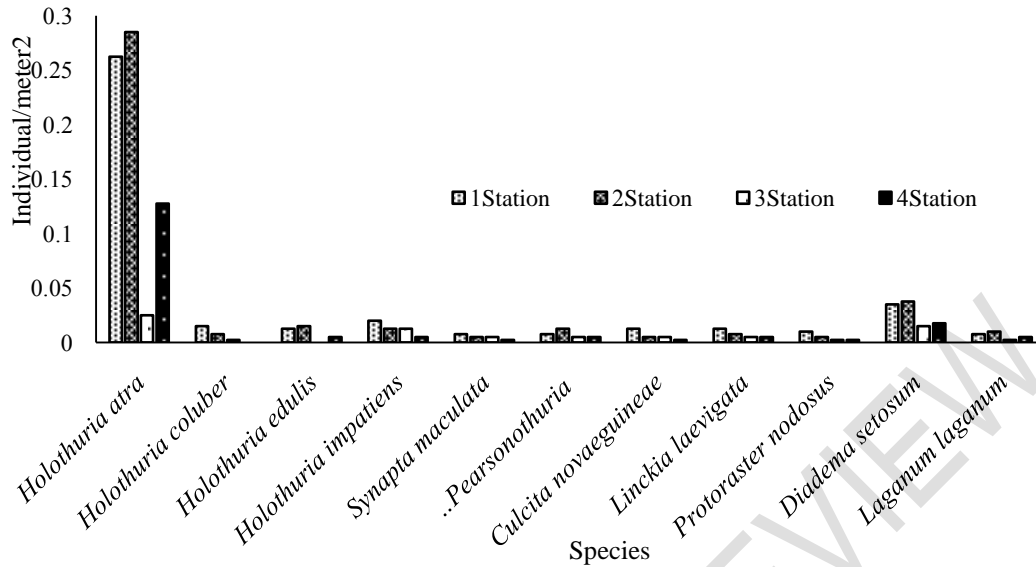 0.3
0.25
0.2
0.15
0.1
0.05
0
Individual/meter2
1Station 2Station 3Station 4Station
Holothuria atra
Holothuria coluber
Holothuria edulis
Holothuria impatiens
Synapta maculata
..Pearsonothuria
Culcita novaeguineae
Linckia laevigata
Protoraster nodosus
Diadema setosum
Laganum laganum
Species
VIEW